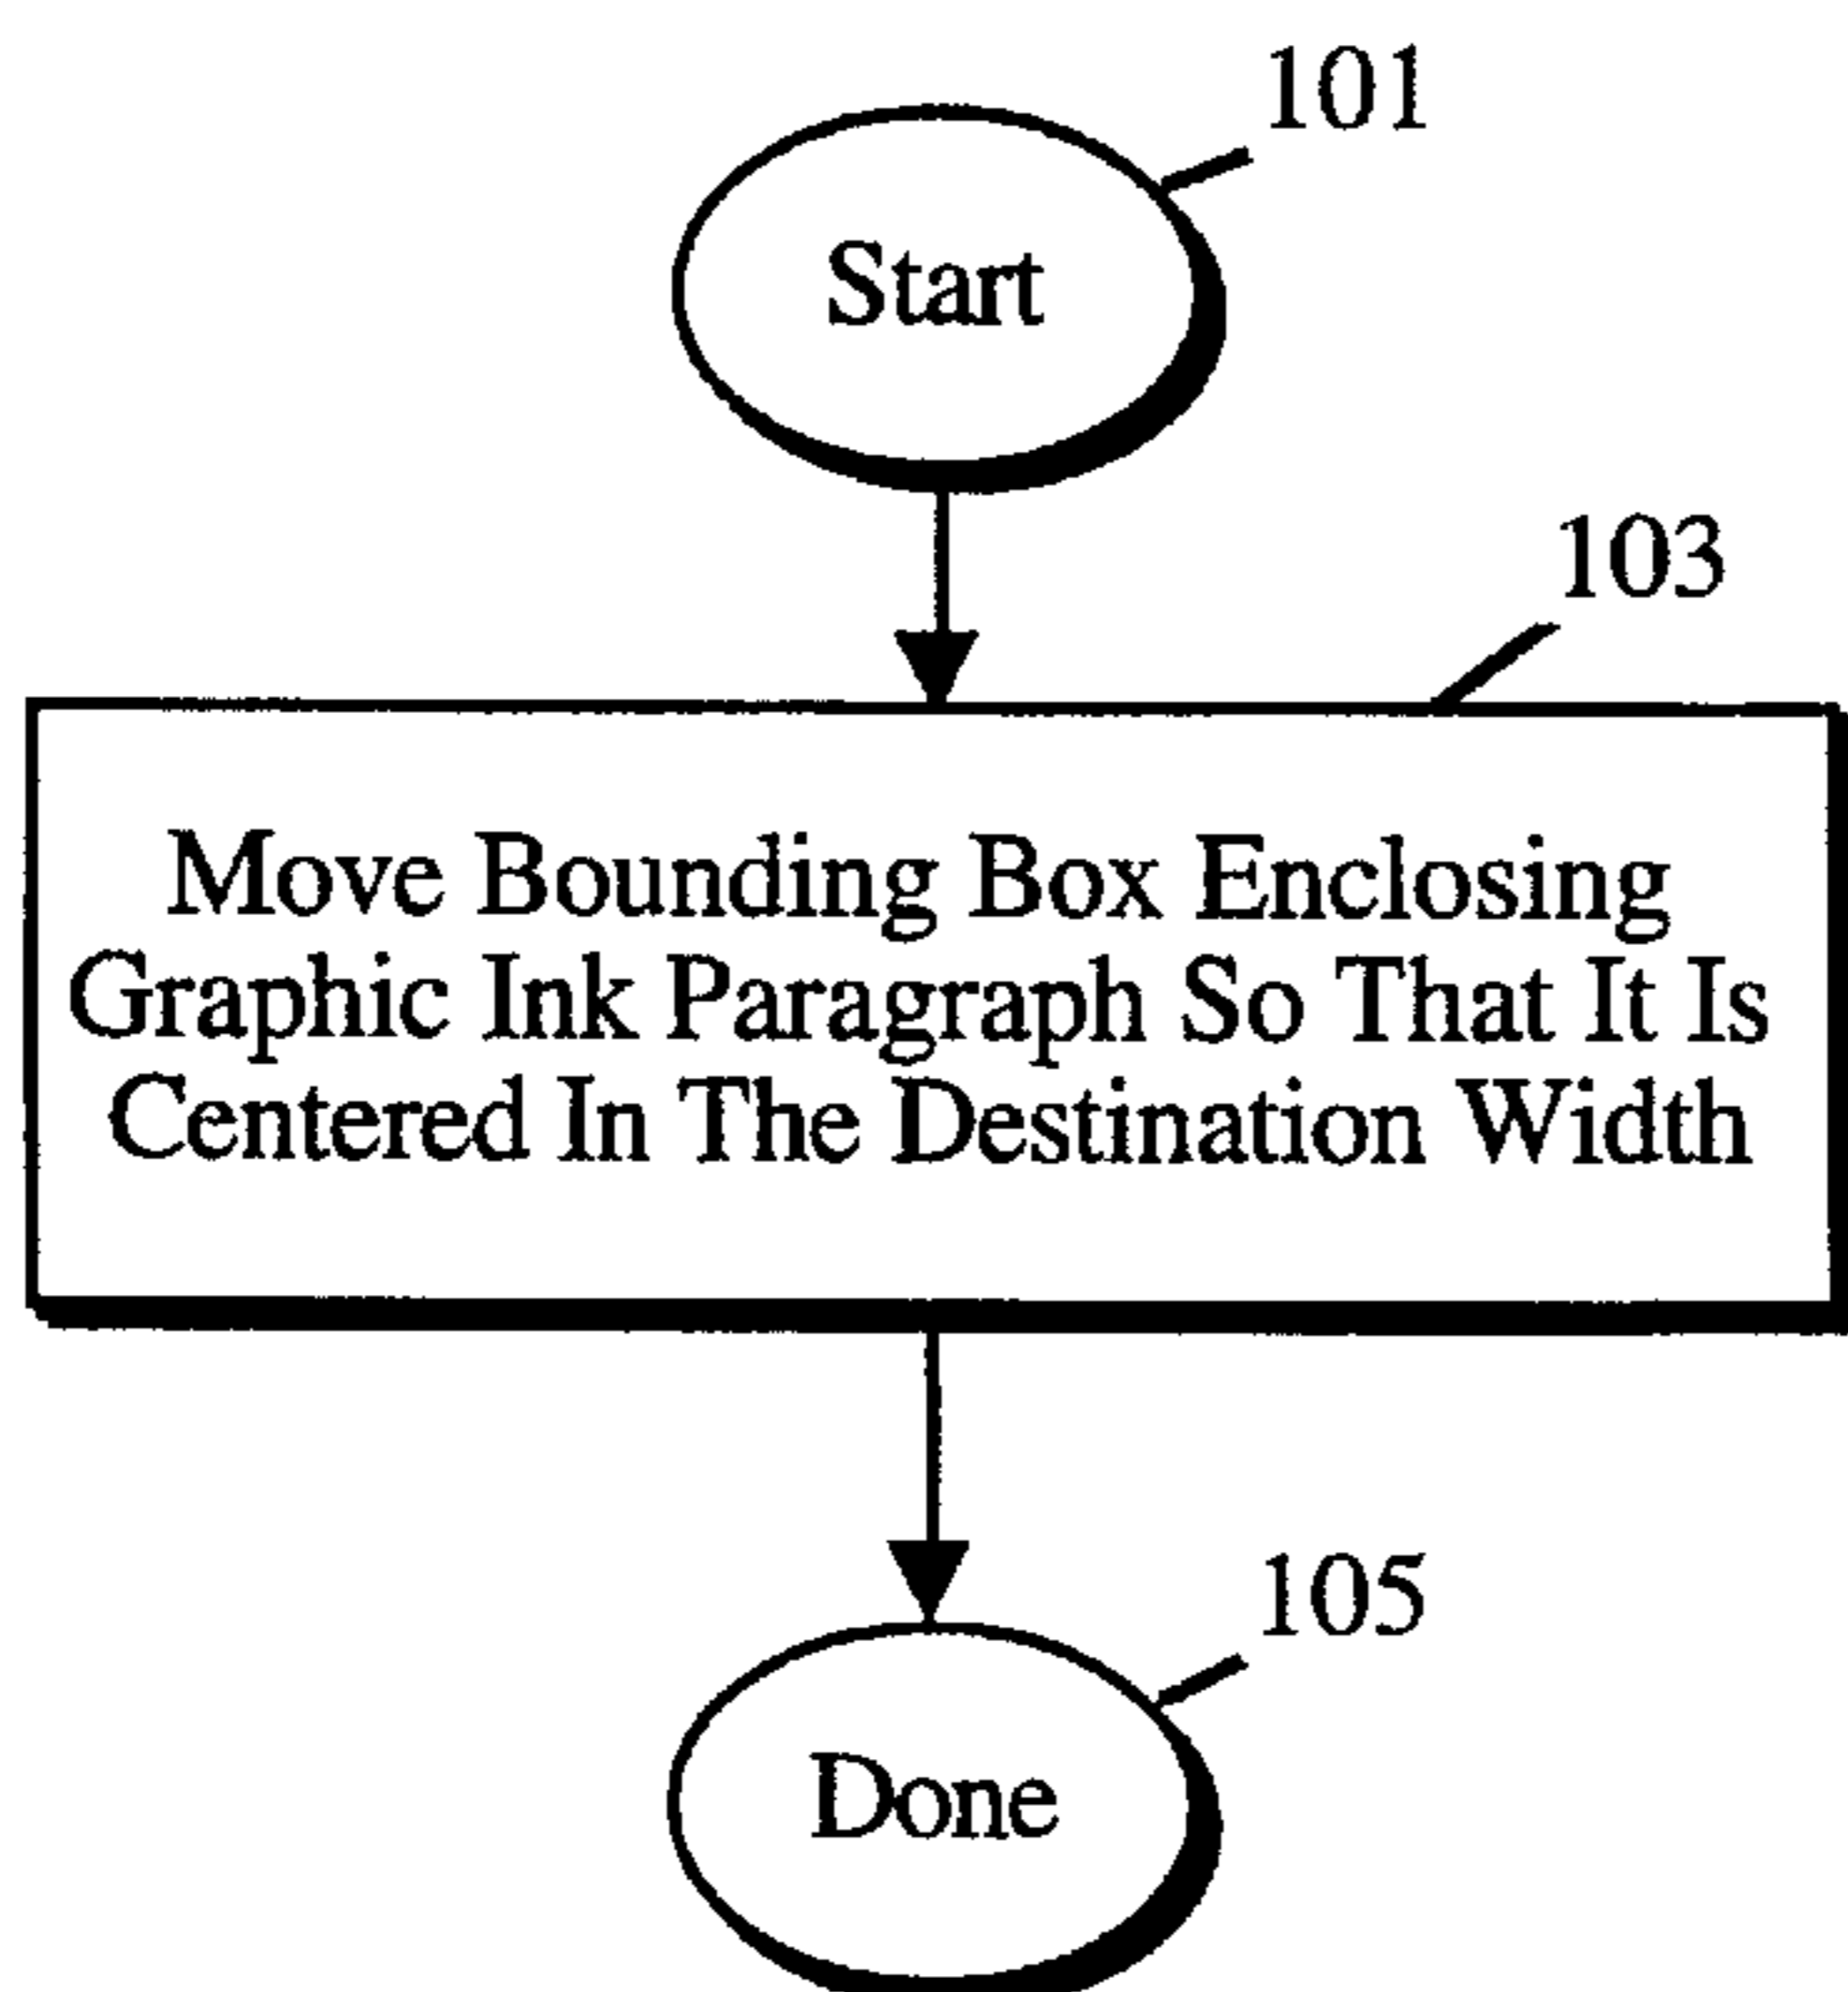 101
Start
103
Move Bounding Box Enclosing
Graphic Ink Paragraph So That It Is
Centered In The Destination Width
105
Done